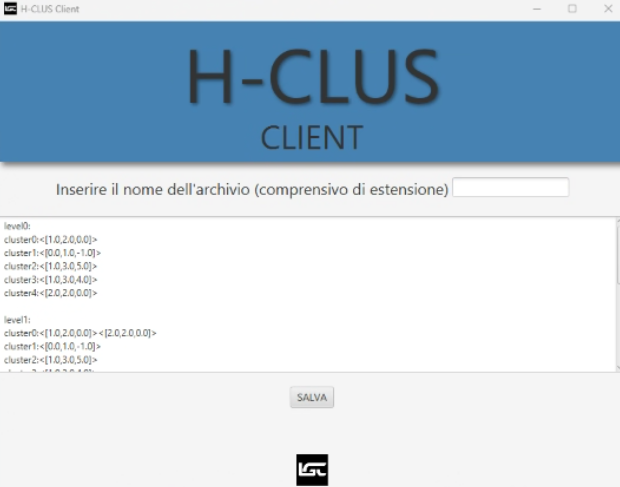 H-CLUS Client
H-CLUS
CLIENT
Inserire il nome dell'archivio (comprensivo di estensione)
level0:
cluster0:<[1.0,2.0,0.0]>
cluster1:<[0.0,1.0,-1.0]>
cluster2:<[1.0,3.0,5.0]>
cluster3:<[1.0,3.0,4.0]>
cluster4:<[2.0,2.0,0.0]>
level1:
cluster0:<[1.0,2.0,0.0]><[2.0,2.0,0.0]>
cluster1:<[0.0,1.0,-1.0]>
cluster2:<[1.0,3.0,5.0]>
SALVA
LGC